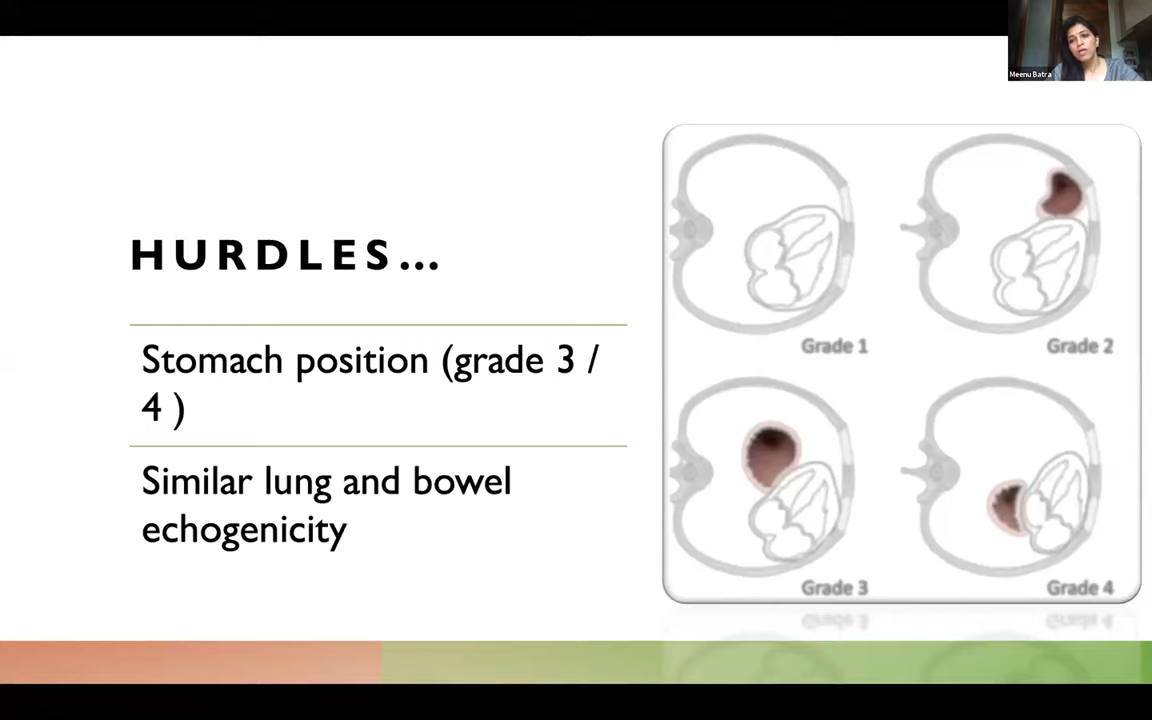 Meenu Batra
HURDLES...
Stomach position (grade 3 /
4 )
Similar lung and bowel
echogenicity
Grade 1
Grade 2
Grade 3
Grade 4